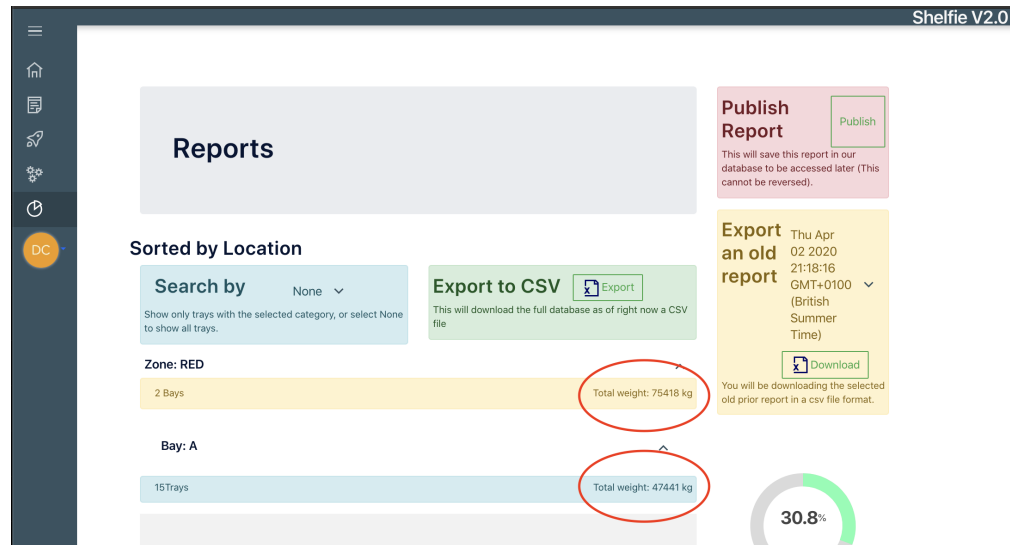 Shelfie V2.0
DC
Reports
Sorted by Location
Search by
None
Show only trays with the selected category, or select None
to show all trays.
Export to CSV
Export
This will download the full database as of right now a CSV
file
Zone: RED
2 Bays
Total weight: 75418 kg
Bay: A
15Trays
Total weight: 47441 kg
Publish
Report
Publish
This will save this report in our
database to be accessed later (This
cannot be reversed).
Export
an old
report
Thu Apr
02 2020
21:18:16
GMT+0100
(British
Summer
Time)
Download
You will be downloading the selected
old prior report in a csv file format.
30.8%